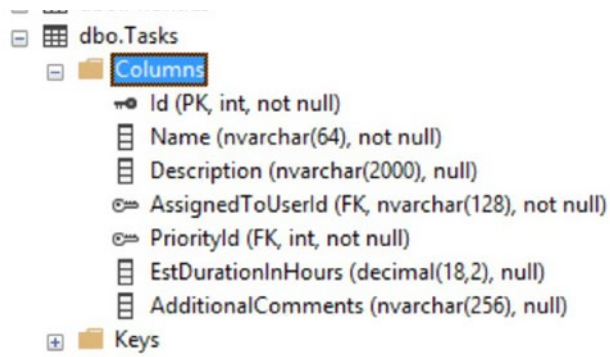 dbo.Tasks
Columns
Id (PK, int, not null)
Name (nvarchar(64), not null)
Description (nvarchar(2000), null)
AssignedToUserId (FK, nvarchar(128), not null)
PriorityId (FK, int, not null)
EstDurationInHours (decimal(18,2), null)
AdditionalComments (nvarchar(256), null)
Keys